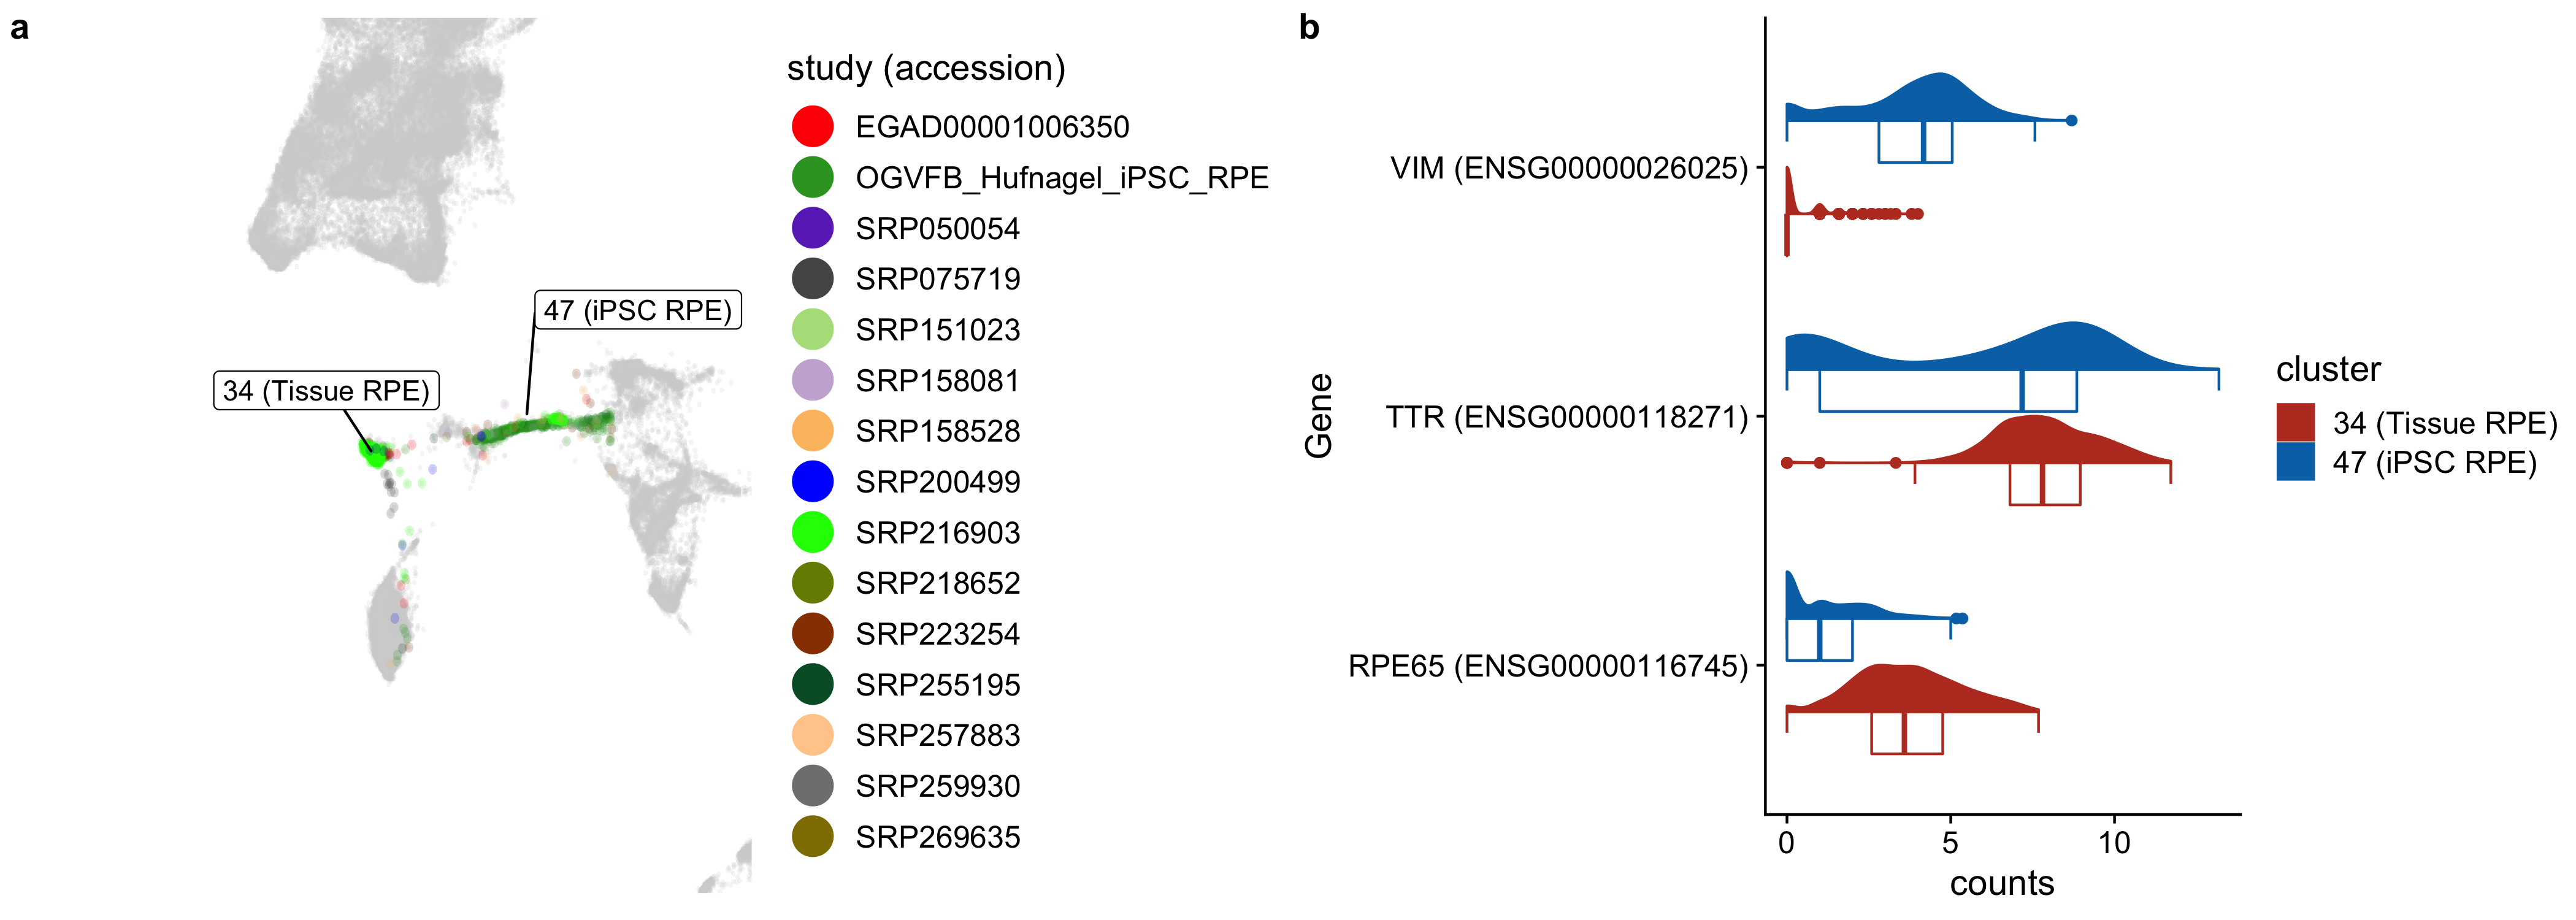 a
47 (iPSC RPE)
34 (Tissue RPE)
study (accession)
EGAD00001006350
OGVFB_Hufnagel_iPSC_RPE
SRP050054
SRP075719
SRP151023
SRP158081
SRP158528
SRP200499
SRP216903
SRP218652
SRP223254
SRP255195
SRP257883
SRP259930
SRP269635
b
Gene
VIM (ENSG00000026025)
TTR (ENSG00000118271)
RPE65 (ENSG00000116745)
0 5 10
counts
cluster
34 (Tissue RPE)
47 (iPSC RPE)